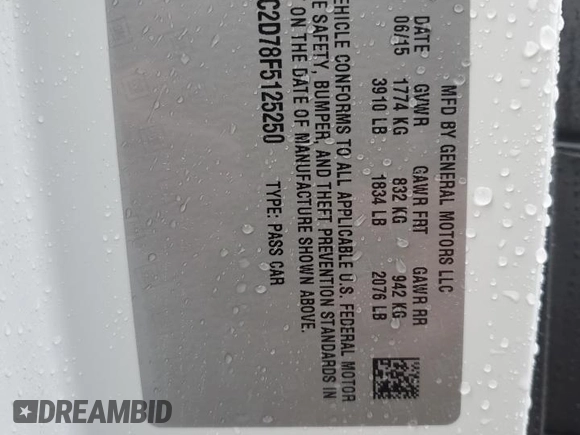 MFD BY GENERAL MOTORS LLC
DATE GVWR GAWR FRT GAWR RR
06/15 1774 KG 832 KG 942 KG
3910 LB 1834 LB 2076 LB
VEHICLE CONFORMS TO ALL APPLICABLE U.S. FEDERAL MOTOR
E SAFETY, BUMPER, AND THEFT PREVENTION STANDARDS IN
T ON THE DATE OF MANUFACTURE SHOWN ABOVE.
C2D78F5125250 TYPE: PASS CAR
DREAMBID